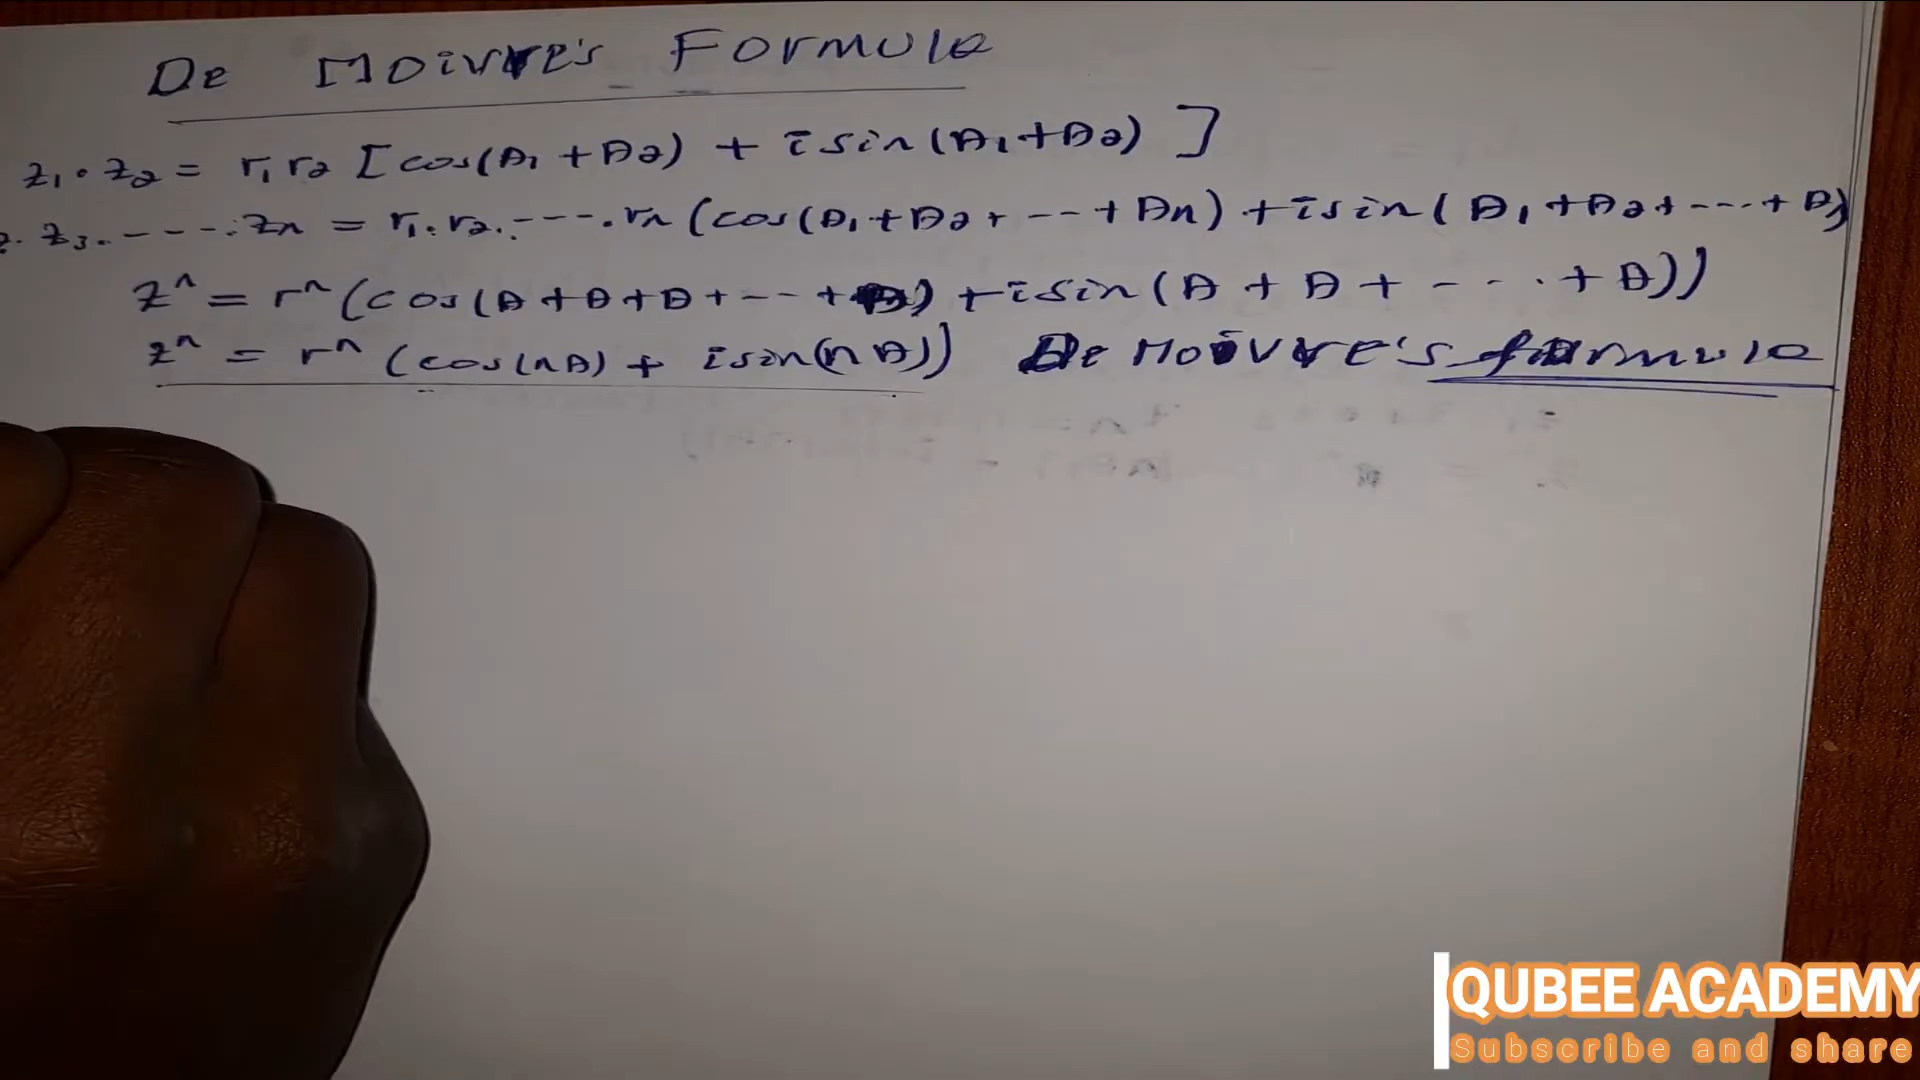 De Moivre's Formula
z₁∘z₂ = r₁r₂ [cos(θ₁+θ₂) + i sin(θ₁+θ₂)]
z₃.----.zₙ = r₁.r₂.----.rₙ (cos(θ₁+θ₂+---+θₙ) + i sin(θ₁+θ₂+---+θ
zⁿ = rⁿ(cos(θ+θ+θ+--+θ) + i sin(θ+θ+--.+θ))
zⁿ = rⁿ (cos(nθ) + i sin(nθ)) De Moivre's formula
QUBEE ACADEMY
Subscribe and share